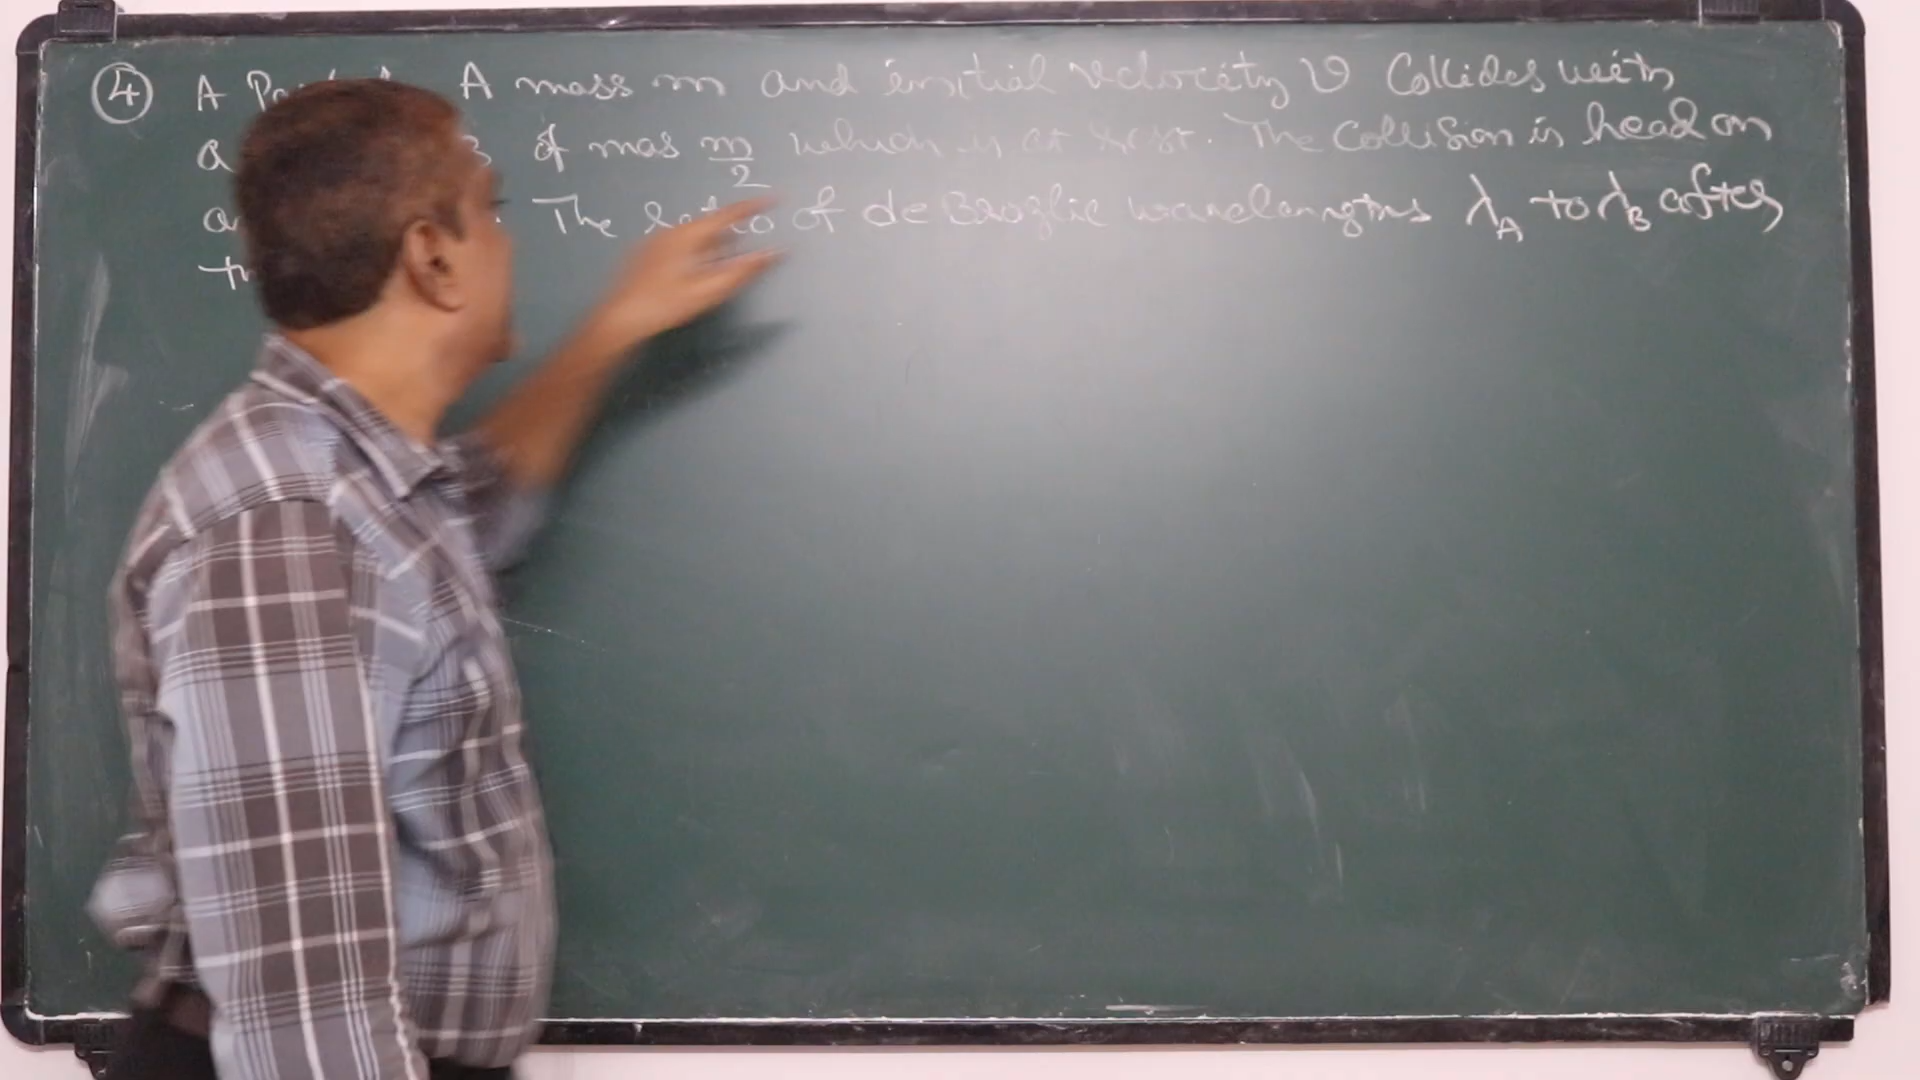 ④ A A mass m and initial velocity v Collides with
a of mas m/2 which is at rest. The Collision is head on
The ratio of de Broglie wavelengths λA to λB after